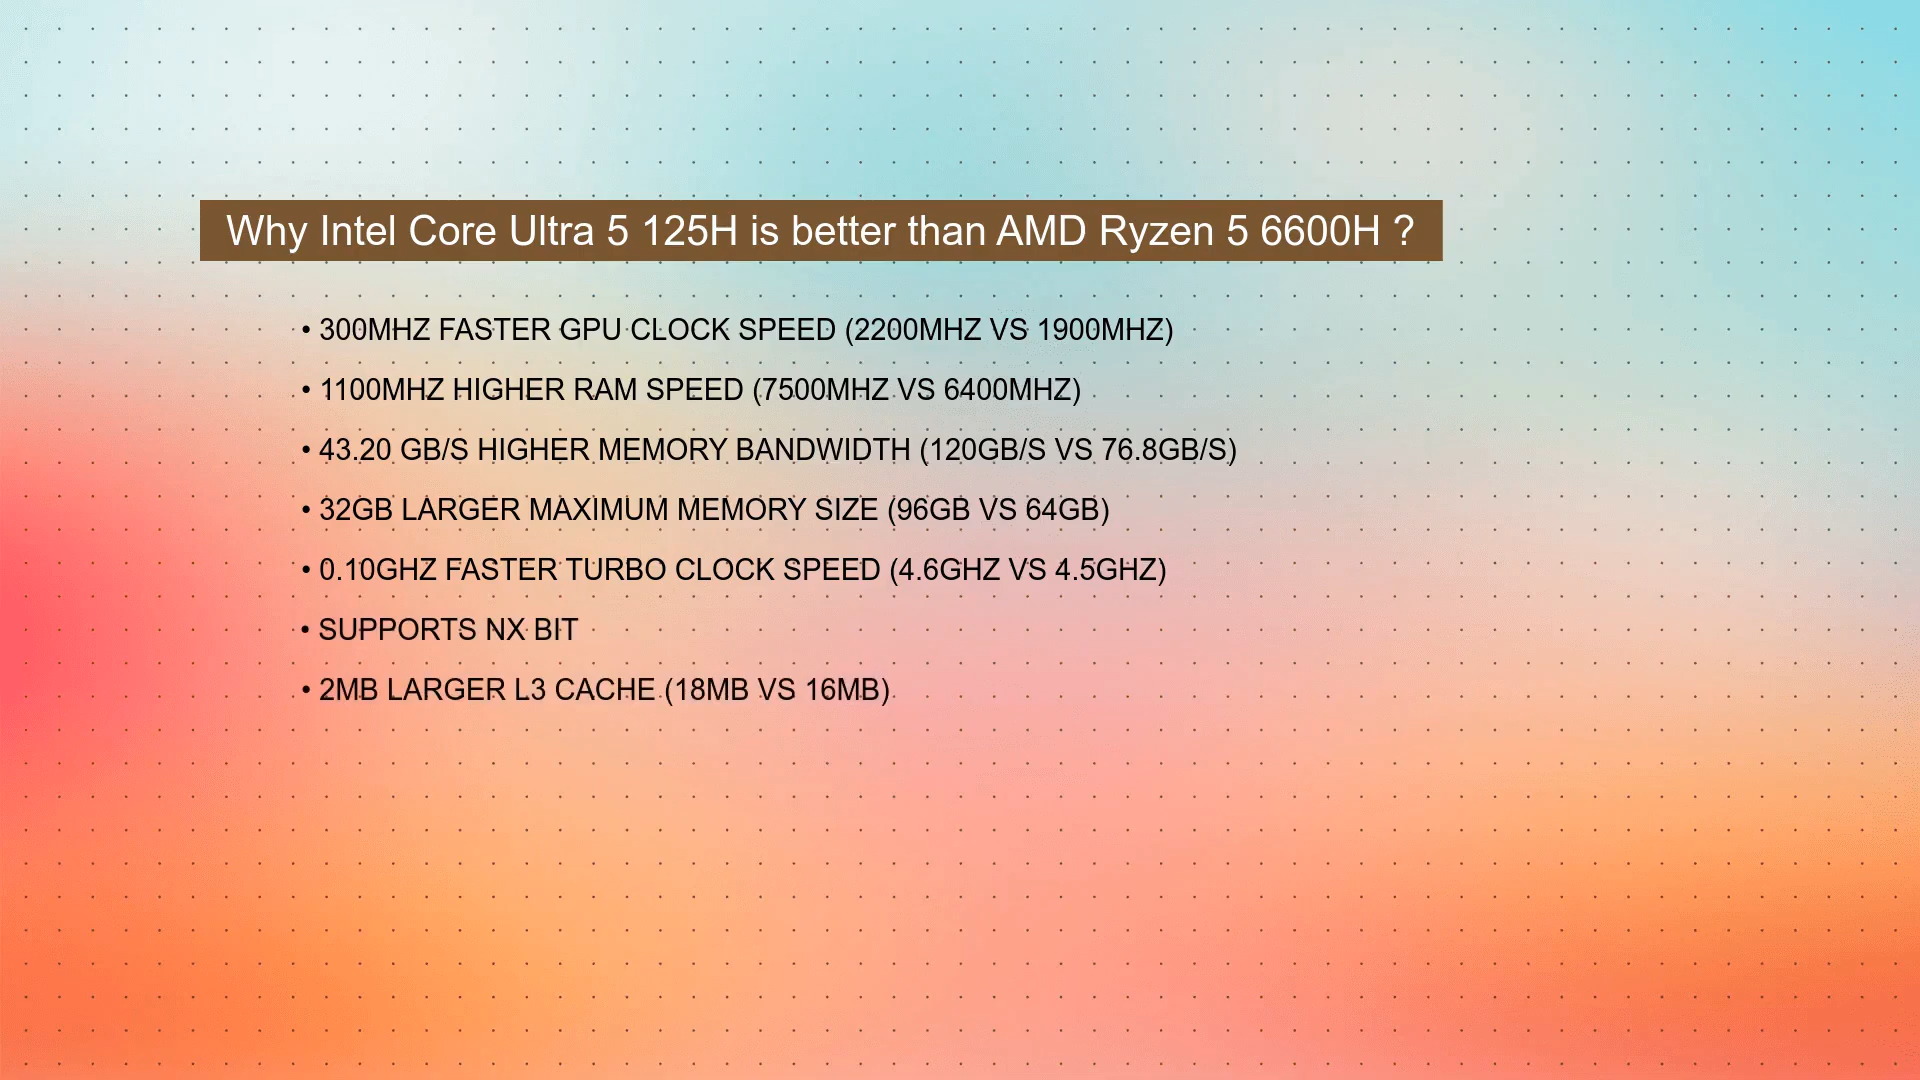 Why Intel Core Ultra 5 125H is better than AMD Ryzen 5 6600H ?
• 300MHZ FASTER GPU CLOCK SPEED (2200MHZ VS 1900MHZ)
• 1100MHZ HIGHER RAM SPEED (7500MHZ VS 6400MHZ)
• 43.20 GB/S HIGHER MEMORY BANDWIDTH (120GB/S VS 76.8GB/S)
• 32GB LARGER MAXIMUM MEMORY SIZE (96GB VS 64GB)
• 0.10GHZ FASTER TURBO CLOCK SPEED (4.6GHZ VS 4.5GHZ)
• SUPPORTS NX BIT
• 2MB LARGER L3 CACHE (18MB VS 16MB)